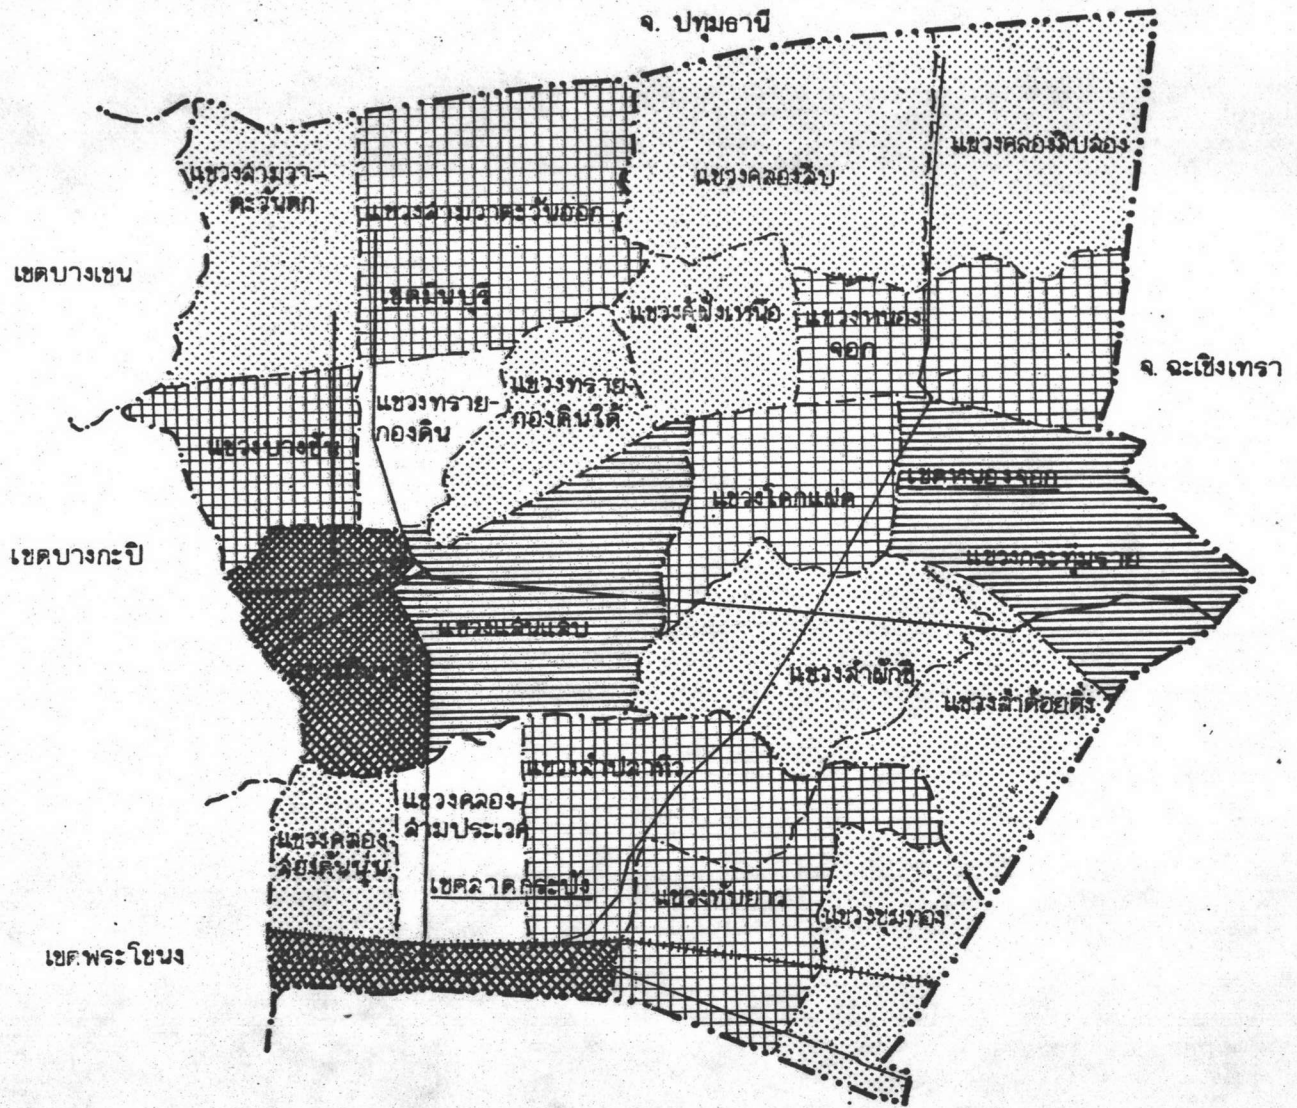 จ. ปทุมธานี
แขวงคลองสิบสอง
แขวงสามวา-
ตะวันตก
แขวงคลองสิบ
แขวงสามวาตะวันออก
เขตบางเขน
เขตมีนบุรี
แขวงคู้ฝั่งเหนือ
แขวงหนอง
จอก
จ. ฉะเชิงเทรา
แขวงทราย-
กองดิน
แขวงทราย-
กองดินใต้
แขวงบางชัน
เขตหนองจอก
แขวงโคกแฝด
เขตบางกะปิ
แขวงกระทุ่มราย
แขวงแสนแสบ
แขวงลำผักชี
แขวงลำต้อยติ่ง
แขวงลำปลาทิว
แขวงคลอง-
สามประเวศ
แขวงคลอง
สองต้นนุ่น
เขตลาดกระบัง
แขวงทับยาว
แขวงขุมทอง
เขตพระโขนง